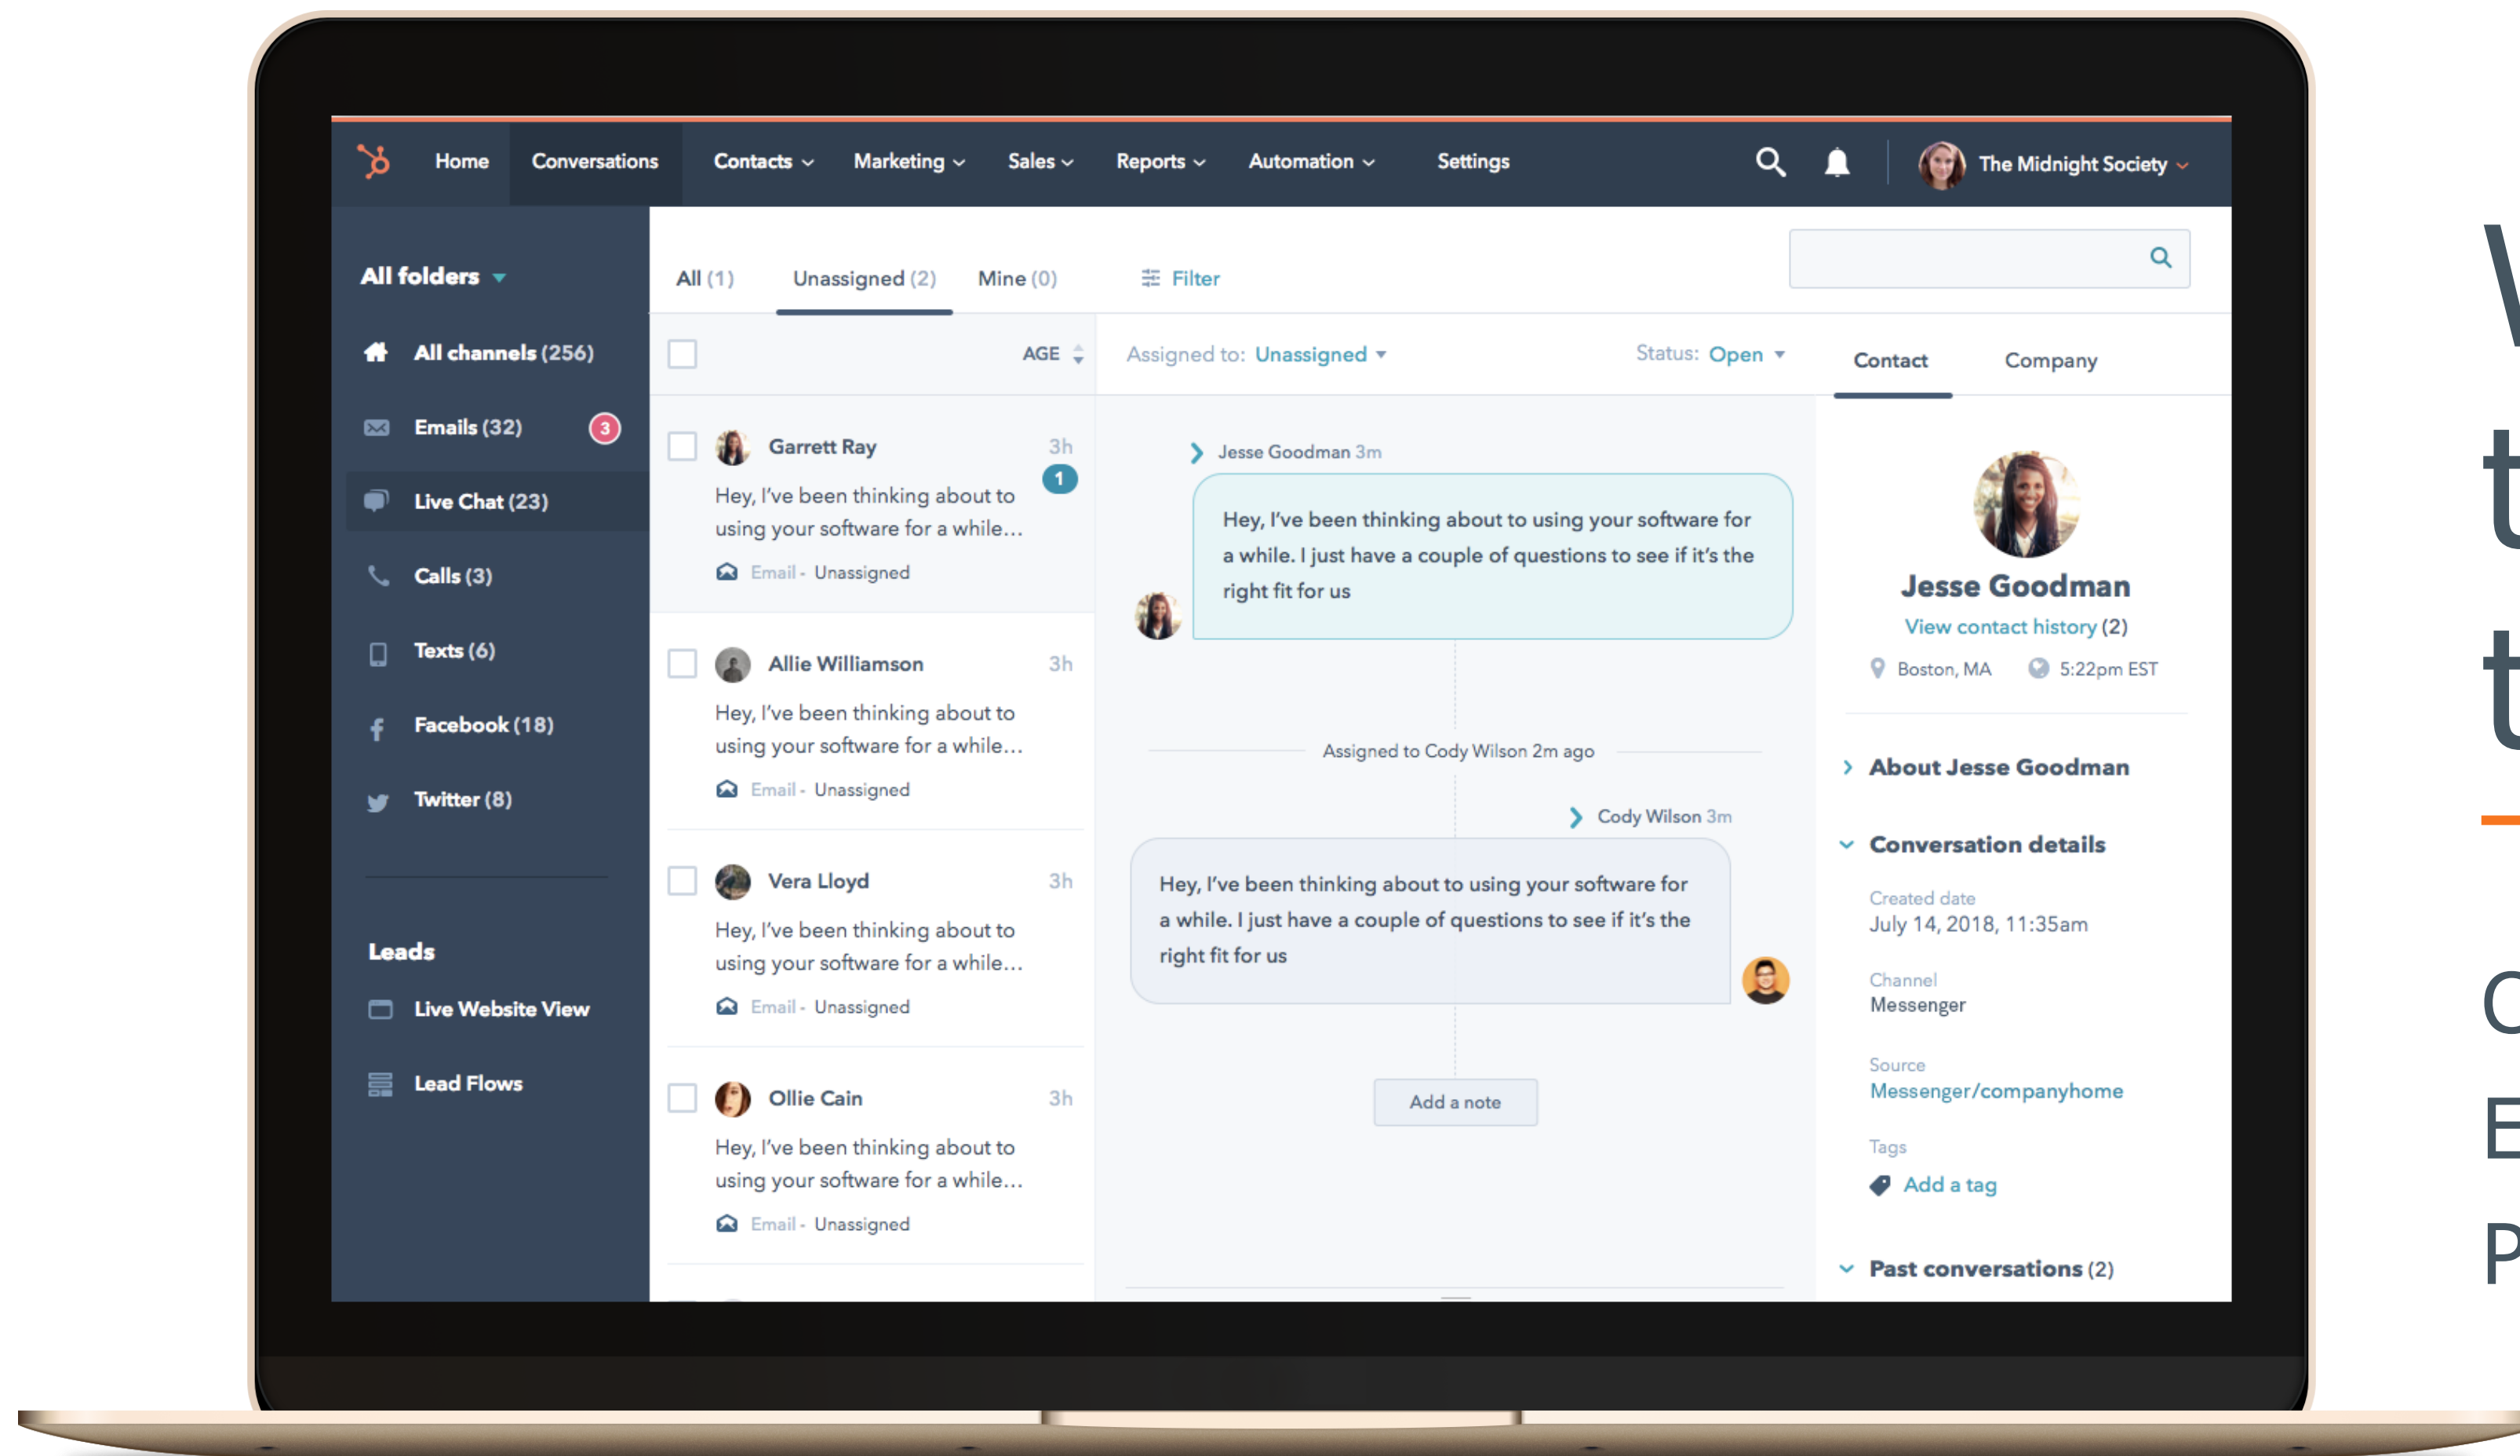 Home Conversations Contacts Marketing Sales Reports Automation Settings The Midnight Society
All folders
All channels (256)
Emails (32) 3
Live Chat (23)
Calls (3)
Texts (6)
Facebook (18)
Twitter (8)
Leads
Live Website View
Lead Flows
All (1) Unassigned (2) Mine (0) Filter
AGE
Garrett Ray 3h
1
Hey, I've been thinking about to
using your software for a while...
Email - Unassigned
Allie Williamson 3h
Hey, I've been thinking about to
using your software for a while...
Email - Unassigned
Vera Lloyd 3h
Hey, I've been thinking about to
using your software for a while...
Email - Unassigned
Ollie Cain 3h
Hey, I've been thinking about to
using your software for a while...
Email - Unassigned
Assigned to: Unassigned Status: Open
Jesse Goodman 3m
Hey, I've been thinking about to using your software for
a while. I just have a couple of questions to see if it's the
right fit for us
Assigned to Cody Wilson 2m ago
Cody Wilson 3m
Hey, I've been thinking about to using your software for
a while. I just have a couple of questions to see if it's the
right fit for us
Add a note
Contact Company
Jesse Goodman
View contact history (2)
Boston, MA 5:22pm EST
About Jesse Goodman
Conversation details
Created date
July 14, 2018, 11:35am
Channel
Messenger
Source
Messenger/companyhome
Tags
Add a tag
Past conversations (2)